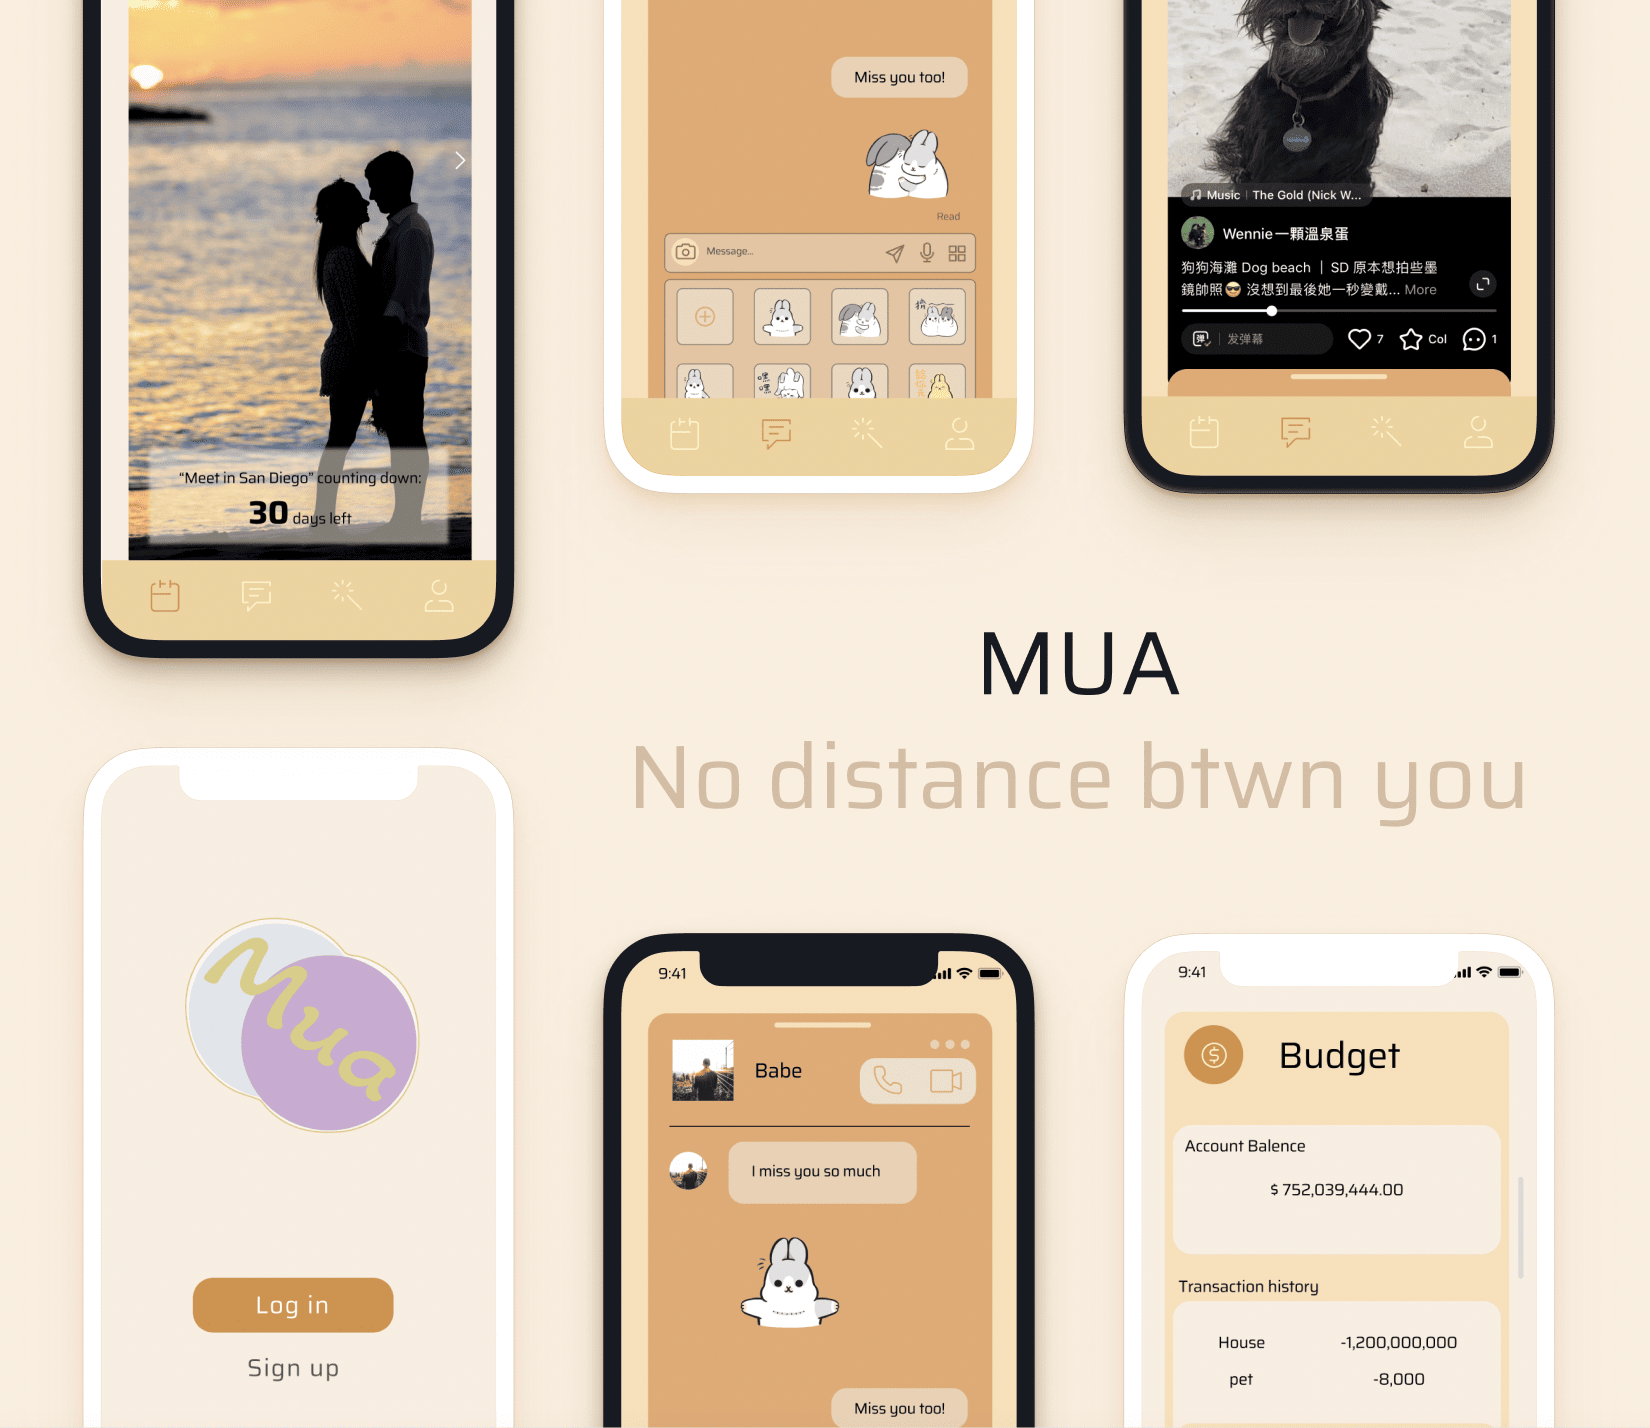 “Meet in San Diego” counting down:
30 days left
Miss you too!
Read
Message...
嘿
嘿
Music | The Gold (Nick W...
Wennie一顆溫泉蛋
狗狗海灘 Dog beach ｜ SD 原本想拍些墨
鏡帥照😎 沒想到最後她一秒變戴... More
弹 | 发弹幕
7
Col
1
MUA
No distance btwn you
Mua
Log in
Sign up
9:41
Babe
I miss you so much
Miss you too!
9:41
Budget
Account Balence
$ 752,039,444.00
Transaction history
House -1,200,000,000
pet -8,000